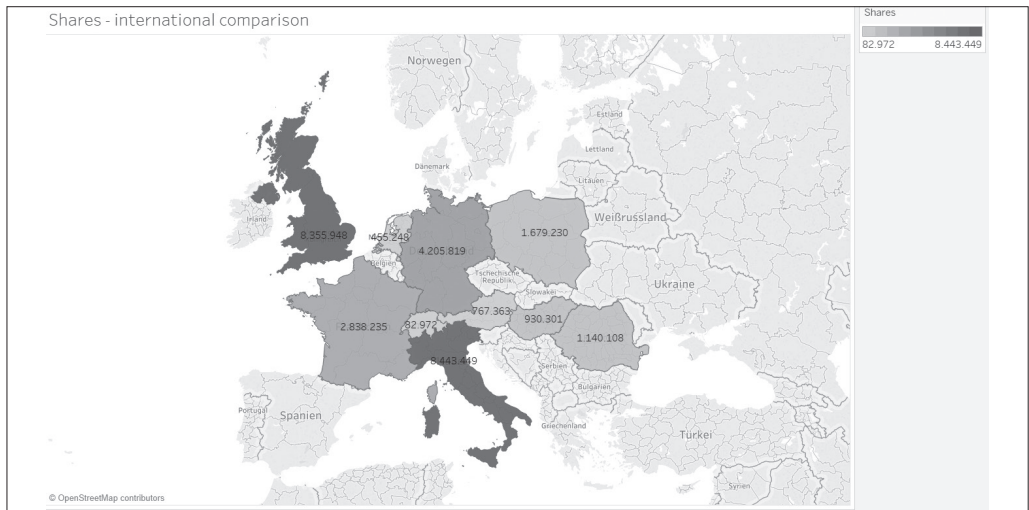 Shares - international comparison
Shares
82.972 8.443.449
Norwegen
Estland
Lettland
Dänemark
Litauen
Irland
Weißrussland
8.355.948
455.248
4.205.819
1.679.230
Belgien
Tschechische
Republik
Slowakei
Ukraine
767.363
930.301
2.838.235
82.972
1.140.108
8.443.449
Serbien
Bulgarien
Portugal
Spanien
Griechenland
Türkei
Syrien
© OpenStreetMap contributors